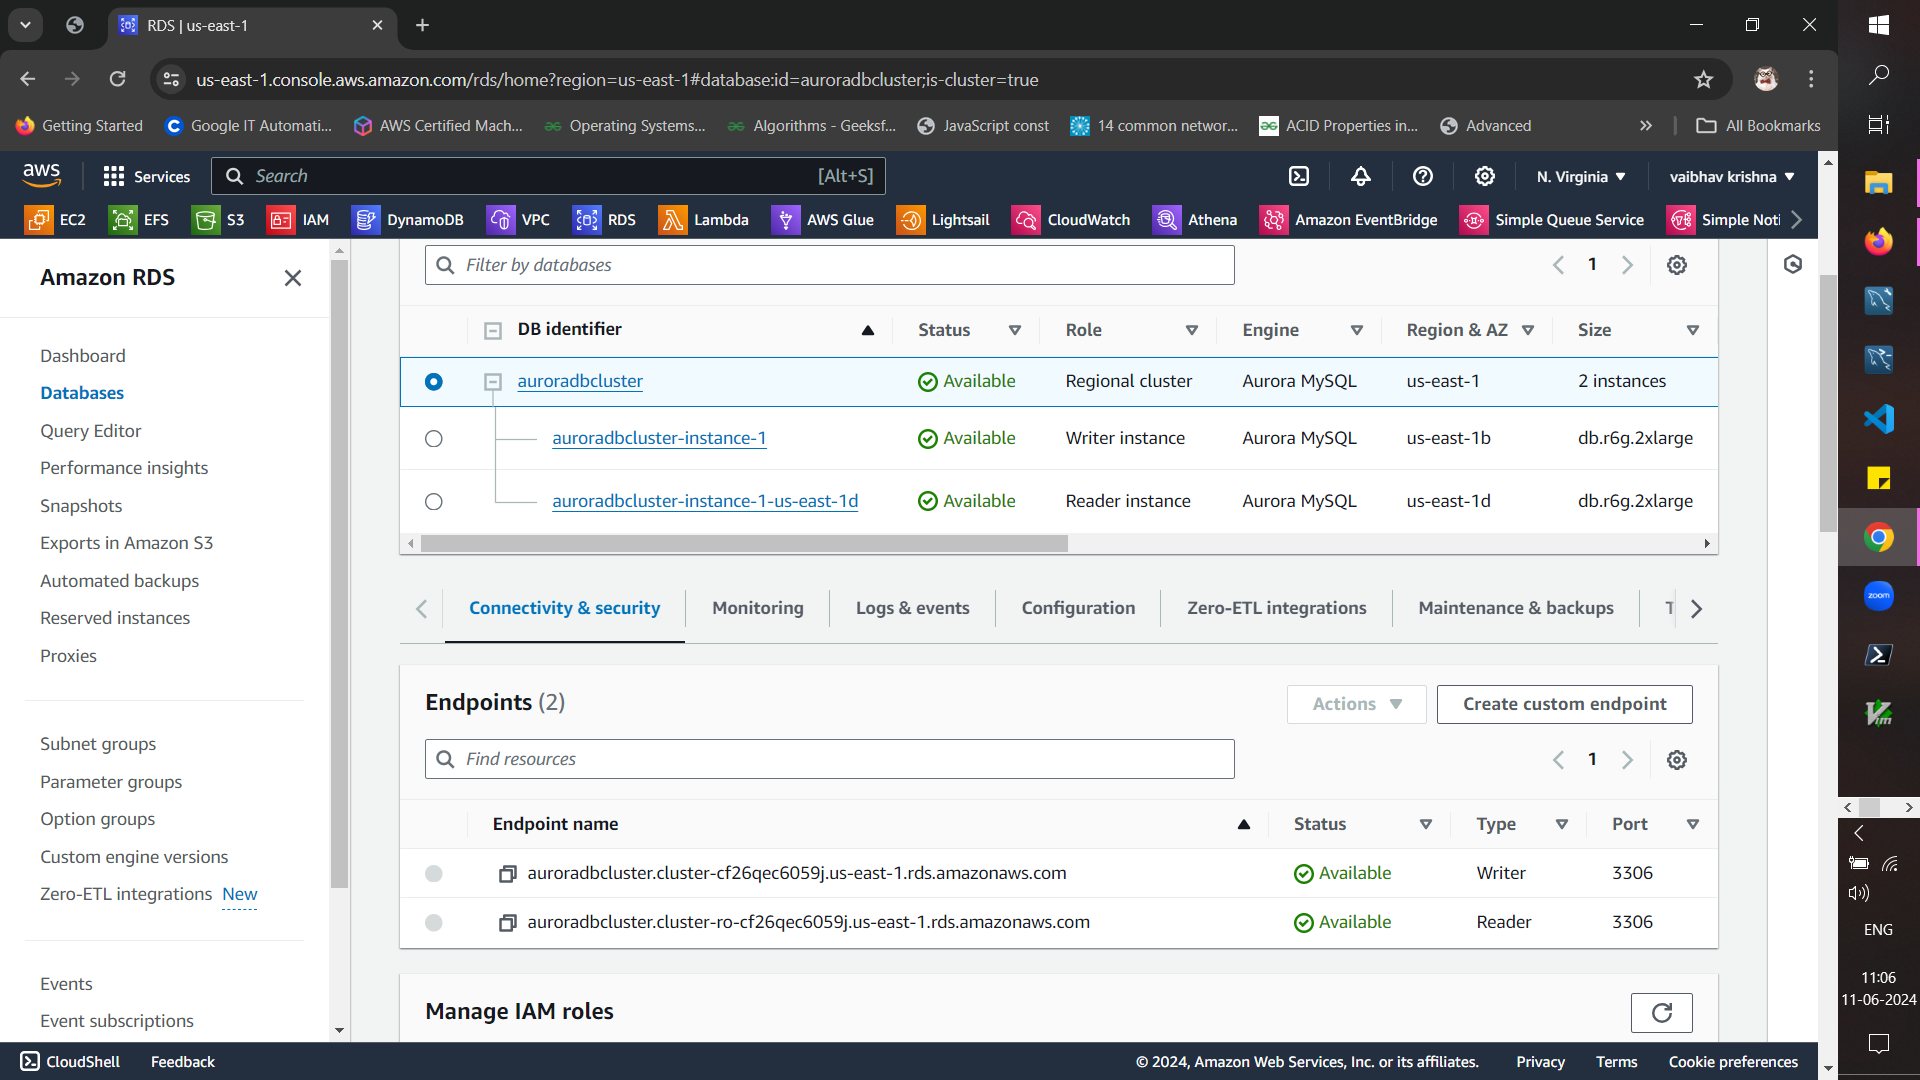 RDS | us-east-1
us-east-1.console.aws.amazon.com/rds/home?region=us-east-1#database:id=auroradbcluster;is-cluster=true
Getting Started Google IT Automati... AWS Certified Mach... Operating Systems... Algorithms - Geeksf... JavaScript const 14 common networ... ACID Properties in... Advanced » All Bookmarks
aws Services Search [Alt+S] N. Virginia vaibhav krishna
EC2 EFS S3 IAM DynamoDB VPC RDS Lambda AWS Glue Lightsail CloudWatch Athena Amazon EventBridge Simple Queue Service Simple Noti
Amazon RDS
Dashboard
Databases
Query Editor
Performance insights
Snapshots
Exports in Amazon S3
Automated backups
Reserved instances
Proxies
Subnet groups
Parameter groups
Option groups
Custom engine versions
Zero-ETL integrations New
Events
Event subscriptions
Filter by databases 1
DB identifier Status Role Engine Region & AZ Size
auroradbcluster Available Regional cluster Aurora MySQL us-east-1 2 instances
auroradbcluster-instance-1 Available Writer instance Aurora MySQL us-east-1b db.r6g.2xlarge
auroradbcluster-instance-1-us-east-1d Available Reader instance Aurora MySQL us-east-1d db.r6g.2xlarge
Connectivity & security Monitoring Logs & events Configuration Zero-ETL integrations Maintenance & backups T
Endpoints (2) Actions Create custom endpoint
Find resources 1
Endpoint name Status Type Port
auroradbcluster.cluster-cf26qec6059j.us-east-1.rds.amazonaws.com Available Writer 3306
auroradbcluster.cluster-ro-cf26qec6059j.us-east-1.rds.amazonaws.com Available Reader 3306
Manage IAM roles
CloudShell Feedback © 2024, Amazon Web Services, Inc. or its affiliates. Privacy Terms Cookie preferences
zoom
ENG
11:06
11-06-2024